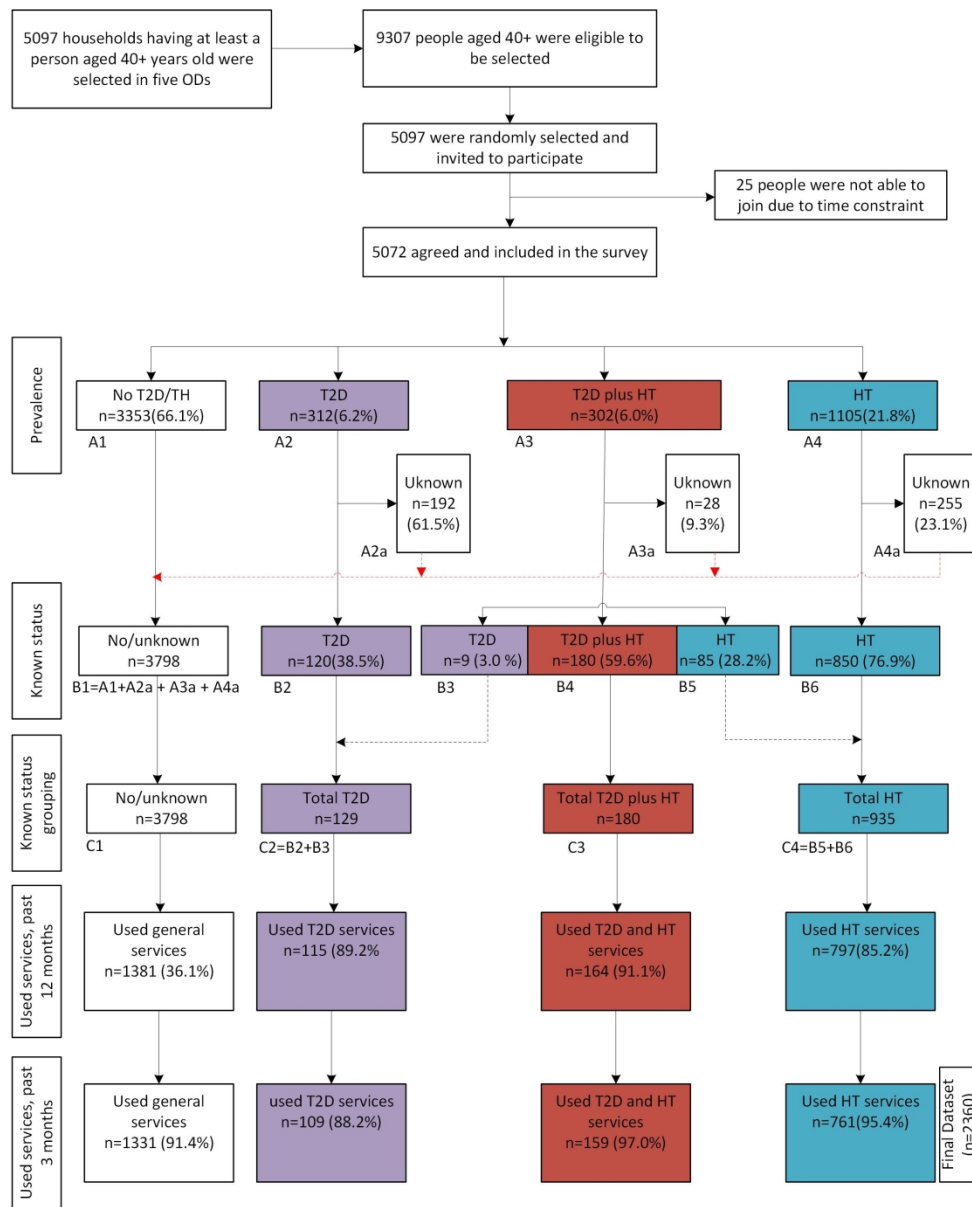 5097 households having at least a
person aged 40+ years old were
selected in five ODs
9307 people aged 40+ were eligible to
be selected
5097 were randomly selected and
invited to participate
25 people were not able to
join due to time constraint
5072 agreed and included in the survey
Prevalence
No T2D/TH
n=3353(66.1%)
A1
T2D
n=312(6.2%)
A2
T2D plus HT
n=302(6.0%)
A3
HT
n=1105(21.8%)
A4
Uknown
n=192
(61.5%)
A2a
Uknown
n=28
(9.3%)
A3a
Uknown
n=255
(23.1%)
A4a
Known status
No/unknown
n=3798
B1=A1+A2a + A3a + A4a
T2D
n=120(38.5%)
B2
T2D
n=9 (3.0 %)
B3
T2D plus HT
n=180 (59.6%)
B4
HT
n=85 (28.2%)
B5
HT
n=850 (76.9%)
B6
Known status
grouping
No/unknown
n=3798
C1
Total T2D
n=129
C2=B2+B3
Total T2D plus HT
n=180
C3
Total HT
n=935
C4=B5+B6
Used services, past
12 months
Used general
services
n=1381 (36.1%)
Used T2D services
n=115 (89.2%
Used T2D and HT
services
n=164 (91.1%)
Used HT services
n=797(85.2%)
Used services, past
3 months
Used general
services
n=1331 (91.4%)
used T2D services
n=109 (88.2%)
Used T2D and HT
services
n=159 (97.0%)
Used HT services
n=761(95.4%)
Final Dataset
(n=2360)